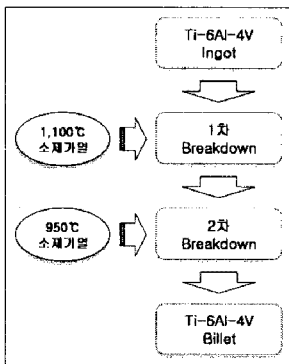 Ti-6Al-4V
Ingot
1,100℃
소재가열
1차
Breakdown
950℃
소재가열
2차
Breakdown
Ti-6Al-4V
Billet